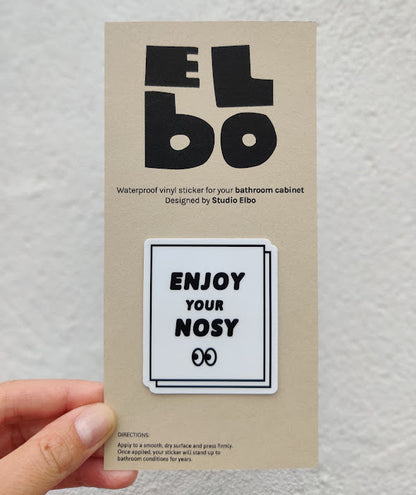 EL
bo
Waterproof vinyl sticker for your bathroom cabinet
Designed by Studio Elbo
ENJOY
YOUR
NOSY
DIRECTIONS:
Apply to a smooth, dry surface and press firmly.
Once applied, your sticker will stand up to
bathroom conditions for years.